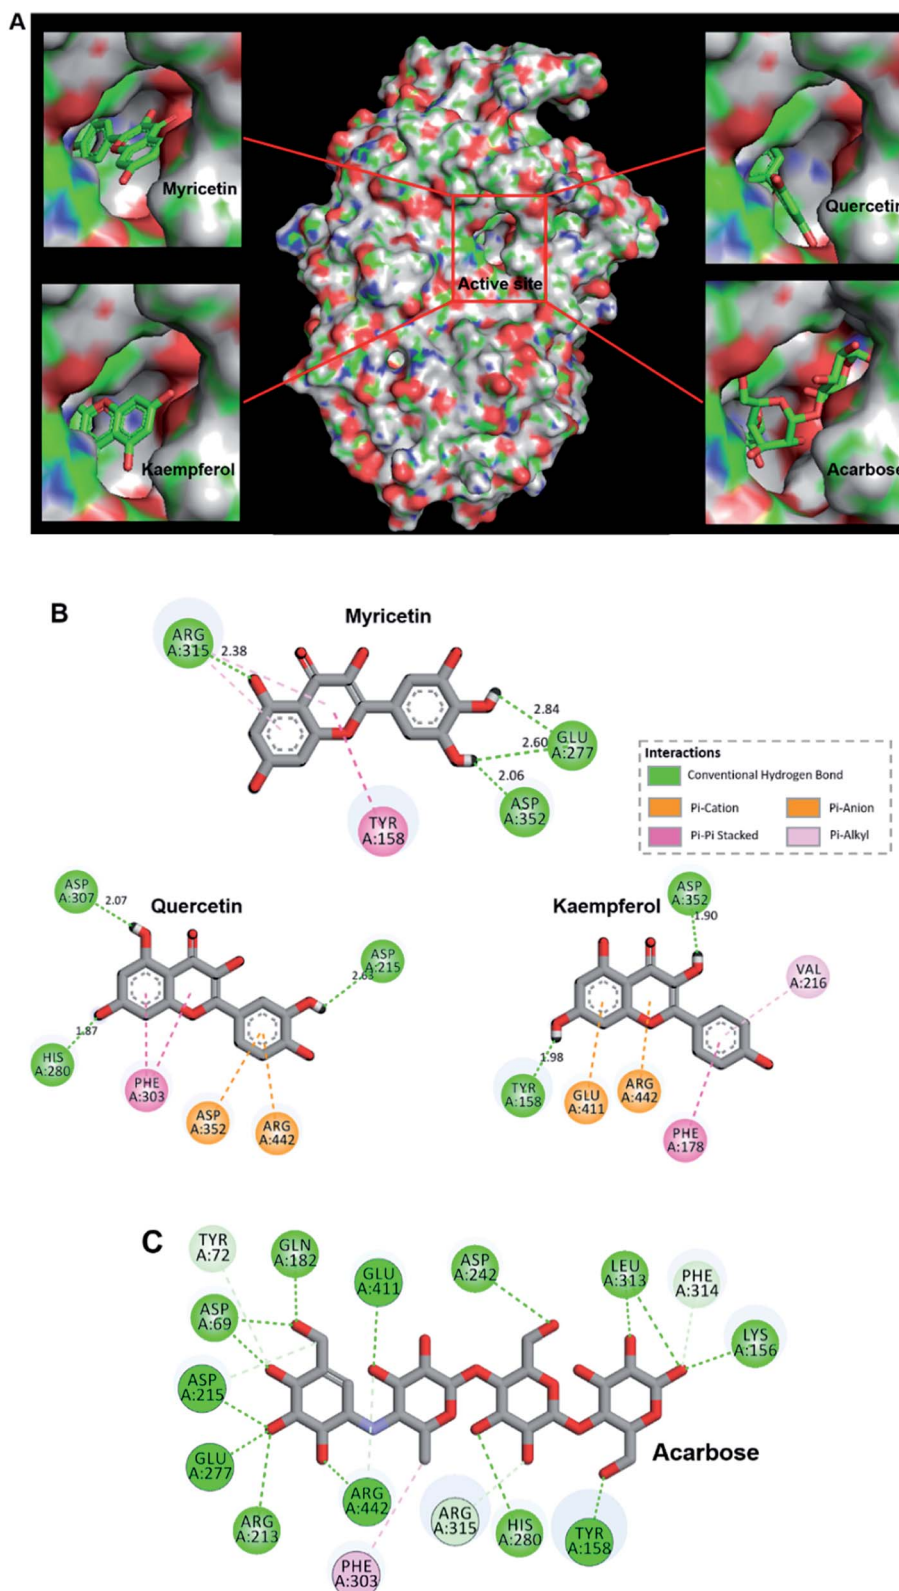 A
Myricetin
Quercetin
Active site
Kaempferol
Acarbose
B
Myricetin
ARG
A:315
2.38
2.84
GLU
A:277
2.60
2.06
ASP
A:352
TYR
A:158
Interactions
Conventional Hydrogen Bond
Pi-Cation
Pi-Anion
Pi-Pi Stacked
Pi-Alkyl
Quercetin
ASP
A:307
2.07
ASP
A:215
2.63
1.87
HIS
A:280
PHE
A:303
ASP
A:352
ARG
A:442
Kaempferol
ASP
A:352
1.90
VAL
A:216
1.98
TYR
A:158
GLU
A:411
ARG
A:442
PHE
A:178
C
TYR
A:72
GLN
A:182
GLU
A:411
ASP
A:242
LEU
A:313
PHE
A:314
ASP
A:69
LYS
A:156
ASP
A:215
Acarbose
GLU
A:277
ARG
A:442
ARG
A:213
ARG
A:315
HIS
A:280
TYR
A:158
PHE
A:303